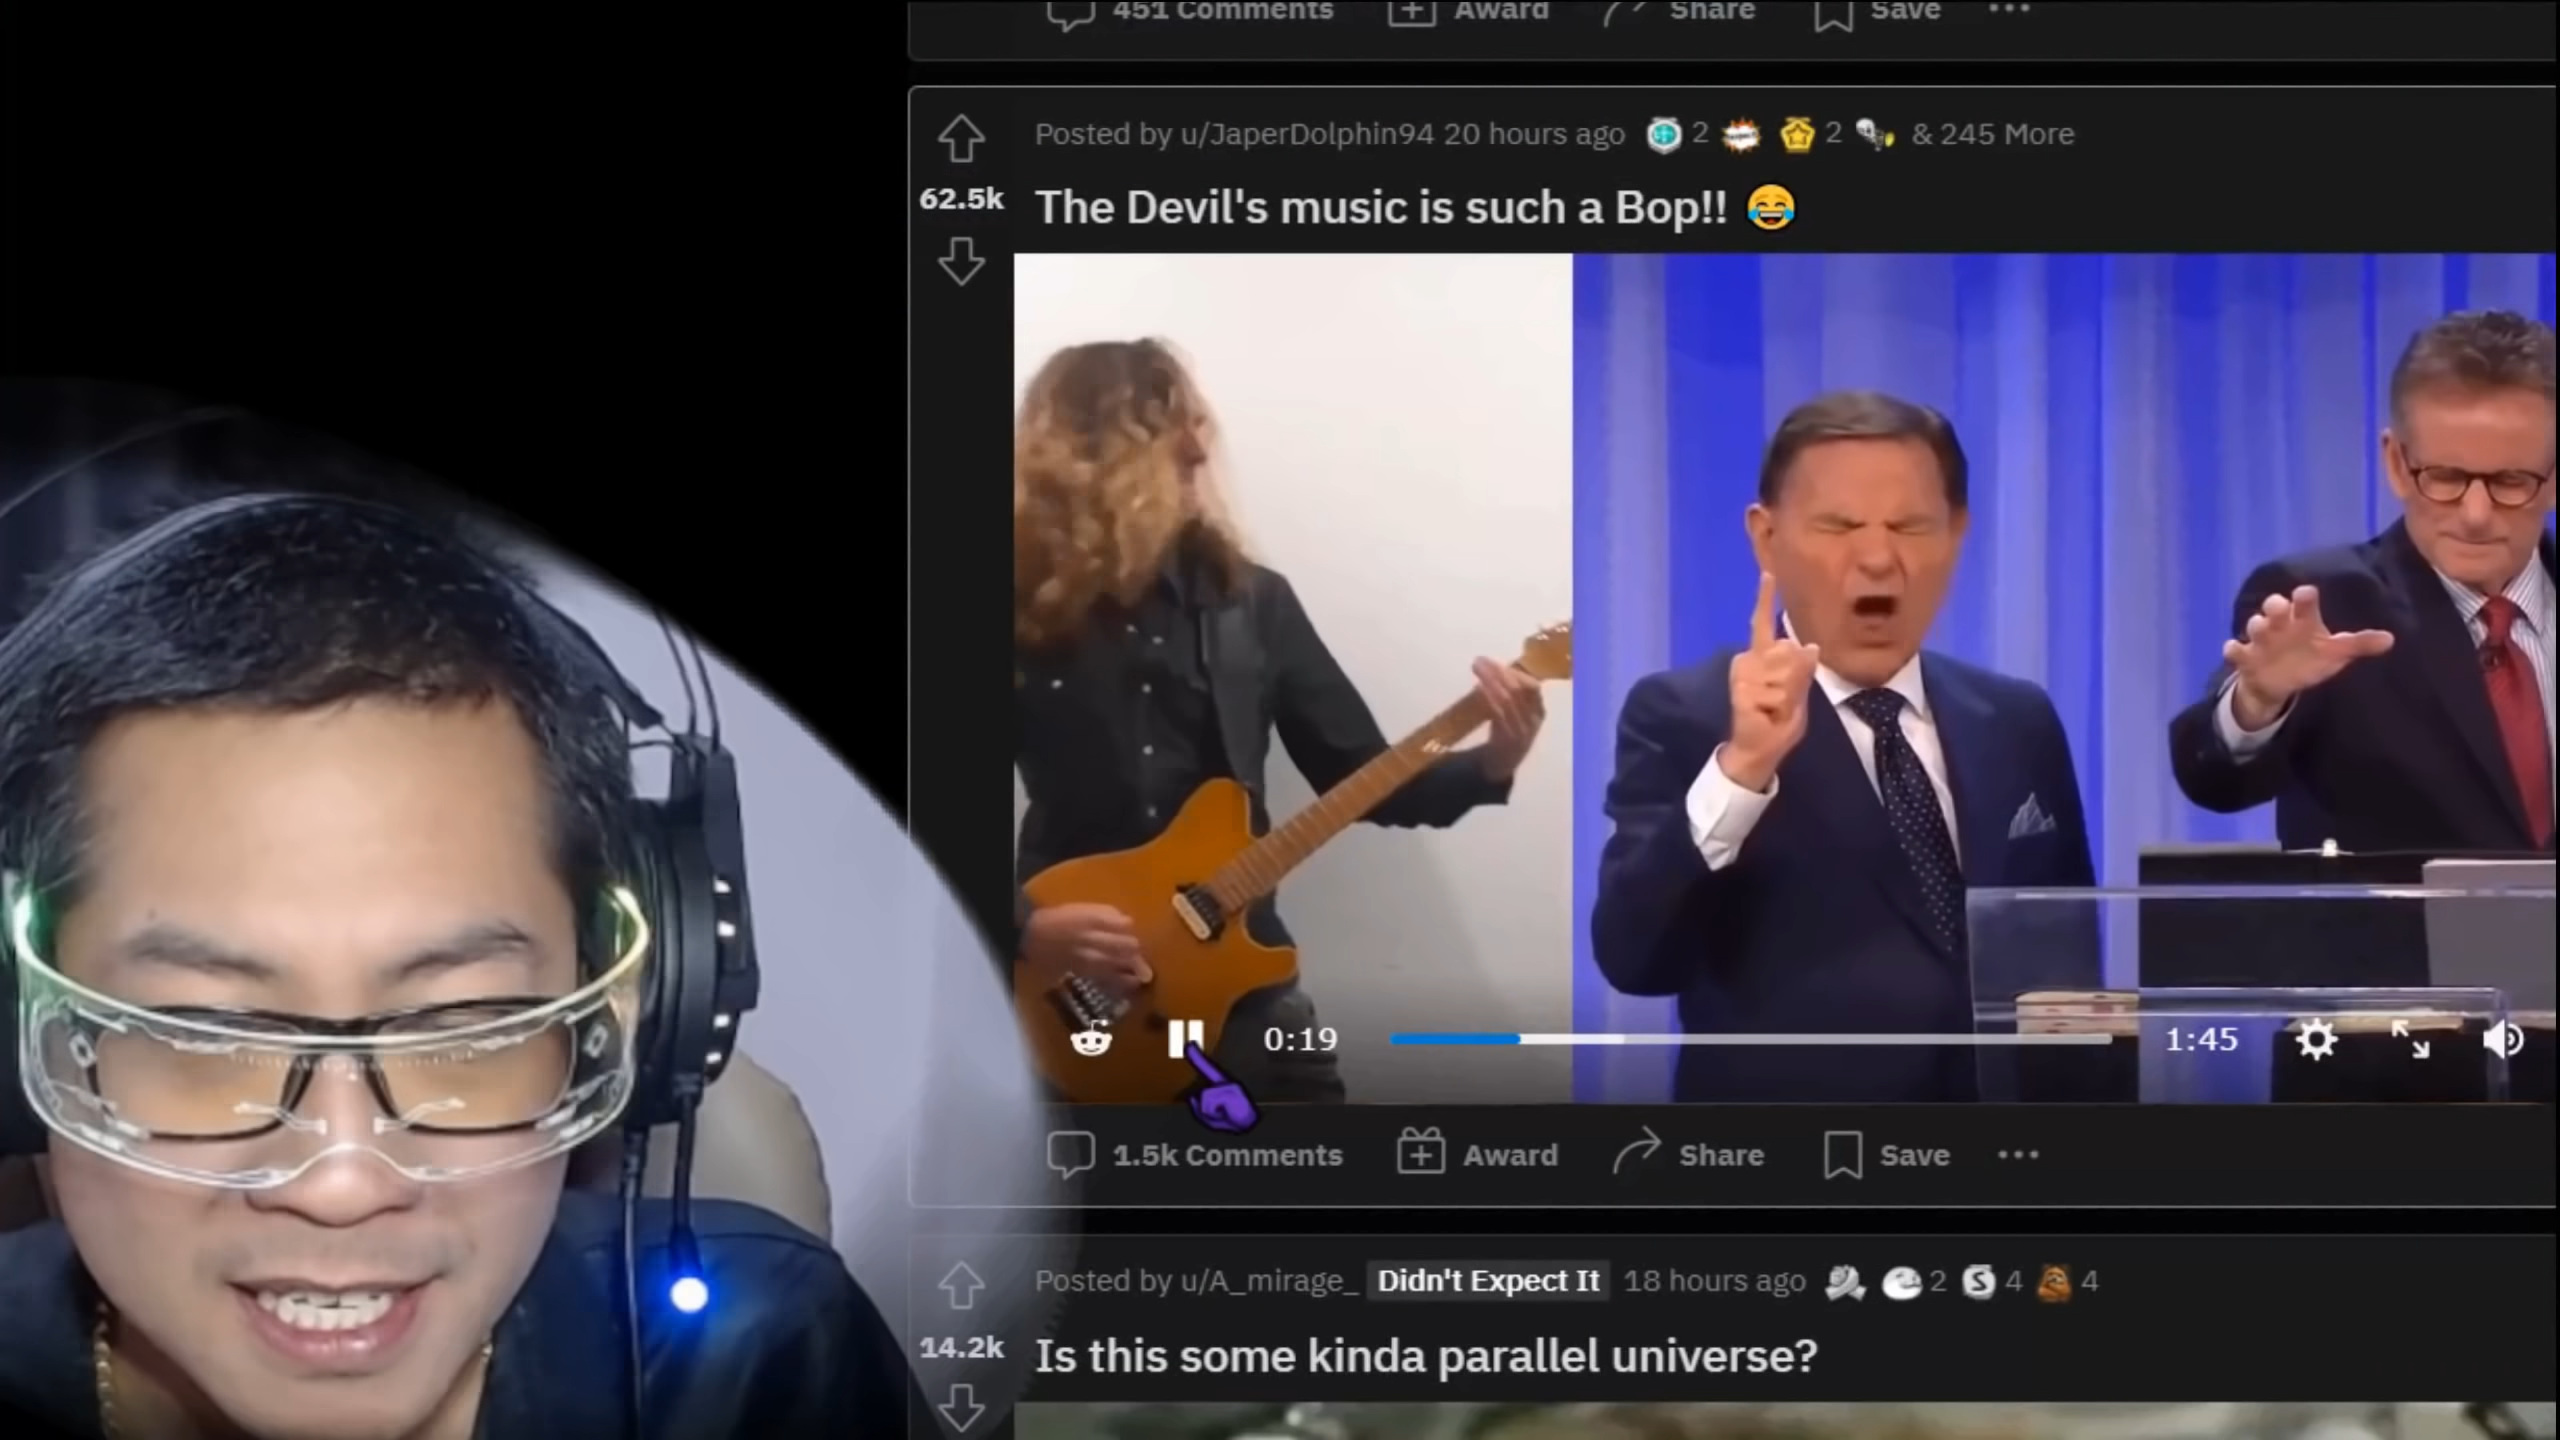 451 Comments Award Share Save
Posted by u/JaperDolphin94 20 hours ago 2 2 & 245 More
62.5k
The Devil's music is such a Bop!! 😂
0:19 1:45
1.5k Comments Award Share Save
Posted by u/A_mirage_ Didn't Expect It 18 hours ago 2 S 4 4
14.2k
Is this some kinda parallel universe?